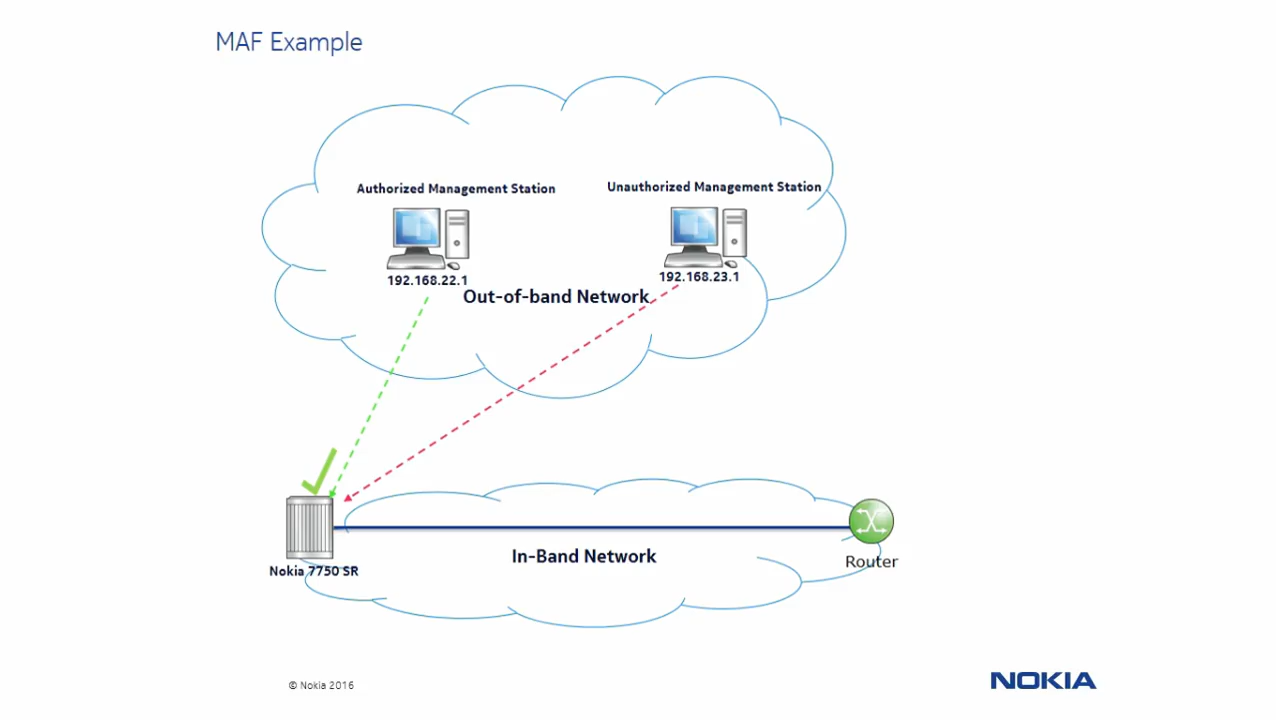 MAF Example
Authorized Management Station
Unauthorized Management Station
192.168.22.1
192.168.23.1
Out-of-band Network
In-Band Network
Nokia 7750 SR
Router
© Nokia 2016
NOKIA